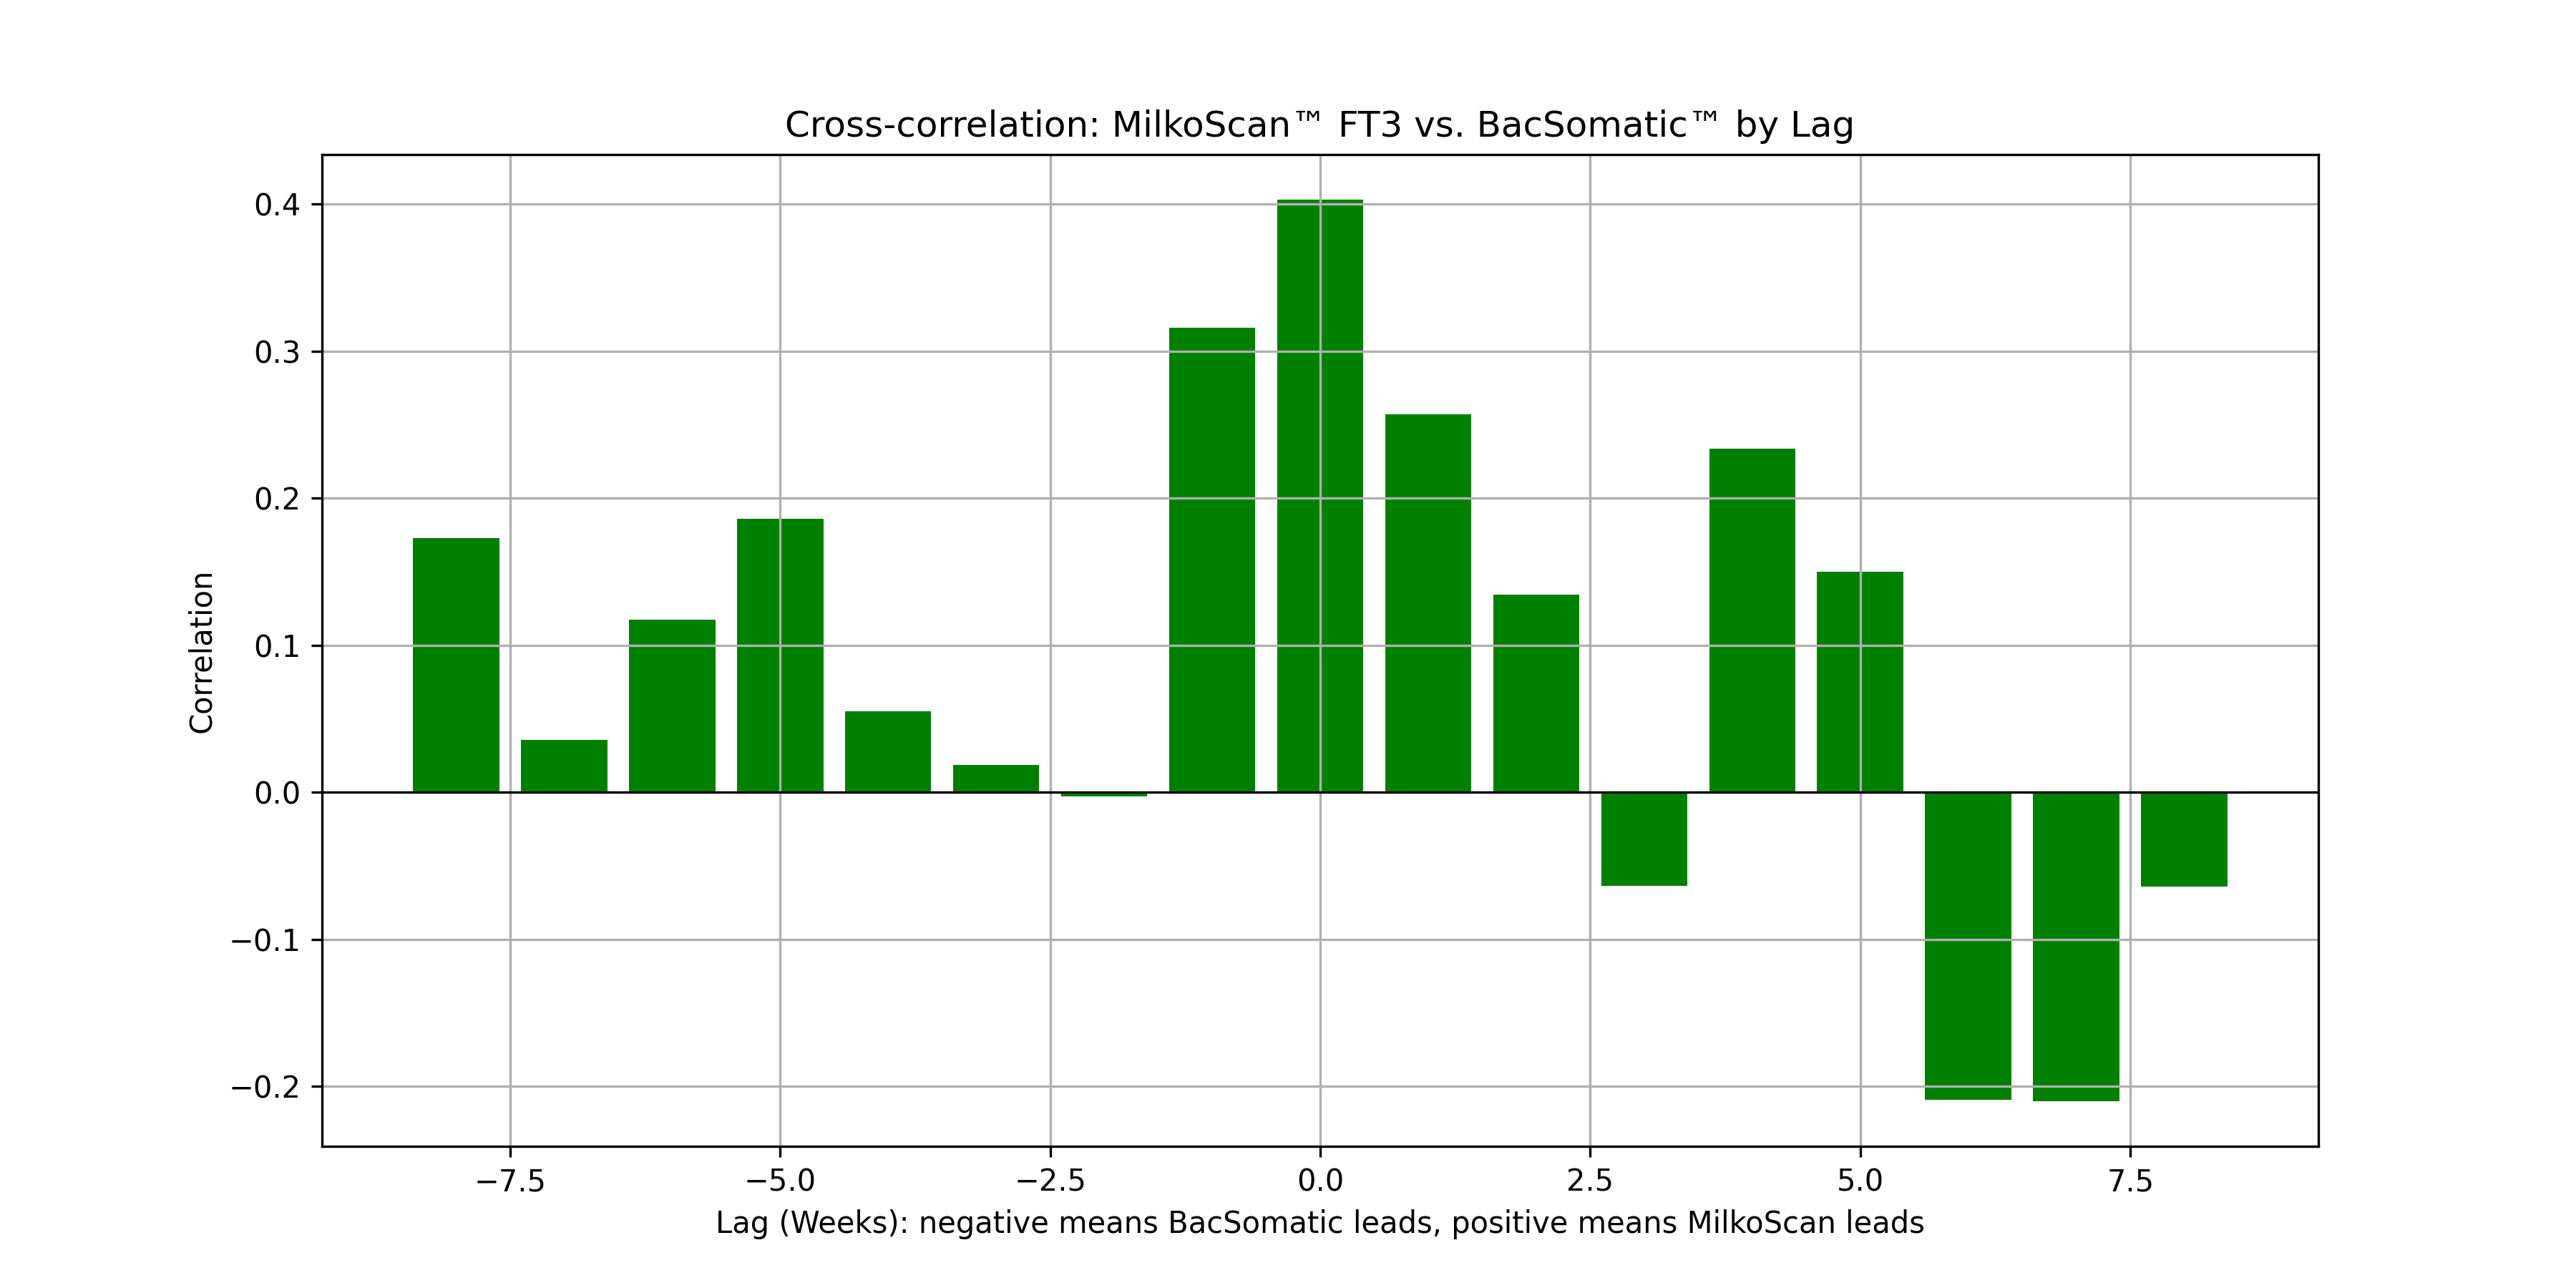 Cross-correlation: MilkoScan™ FT3 vs. BacSomatic™ by Lag
0.4
0.3
0.2
0.1
0.0
−0.1
−0.2
Correlation
−7.5 −5.0 −2.5 0.0 2.5 5.0 7.5
Lag (Weeks): negative means BacSomatic leads, positive means MilkoScan leads